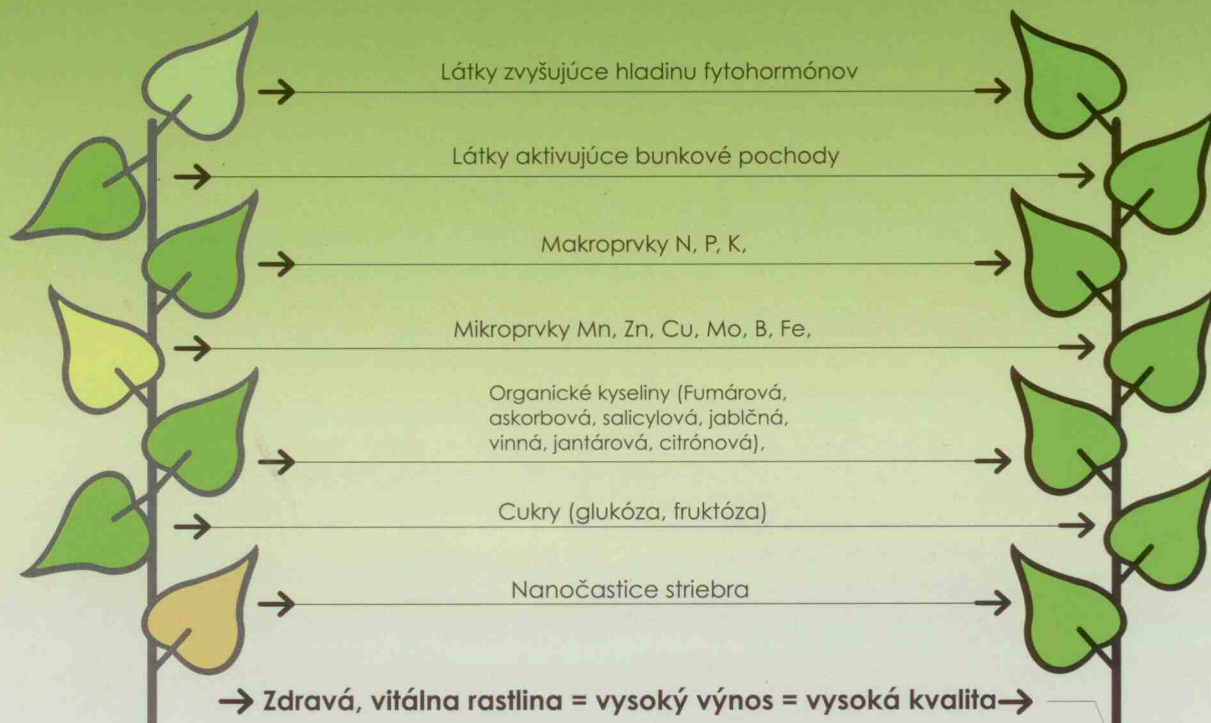 Látky zvyšujúce hladinu fytohormónov
Látky aktivujúce bunkové pochody
Makroprvky N, P, K,
Mikroprvky Mn, Zn, Cu, Mo, B, Fe,
Organické kyseliny (Fumárová,
askorbová, salicylová, jablčná,
vinná, jantárová, citrónová),
Cukry (glukóza, fruktóza)
Nanočastice striebra
Zdravá, vitálna rastlina = vysoký výnos = vysoká kvalita